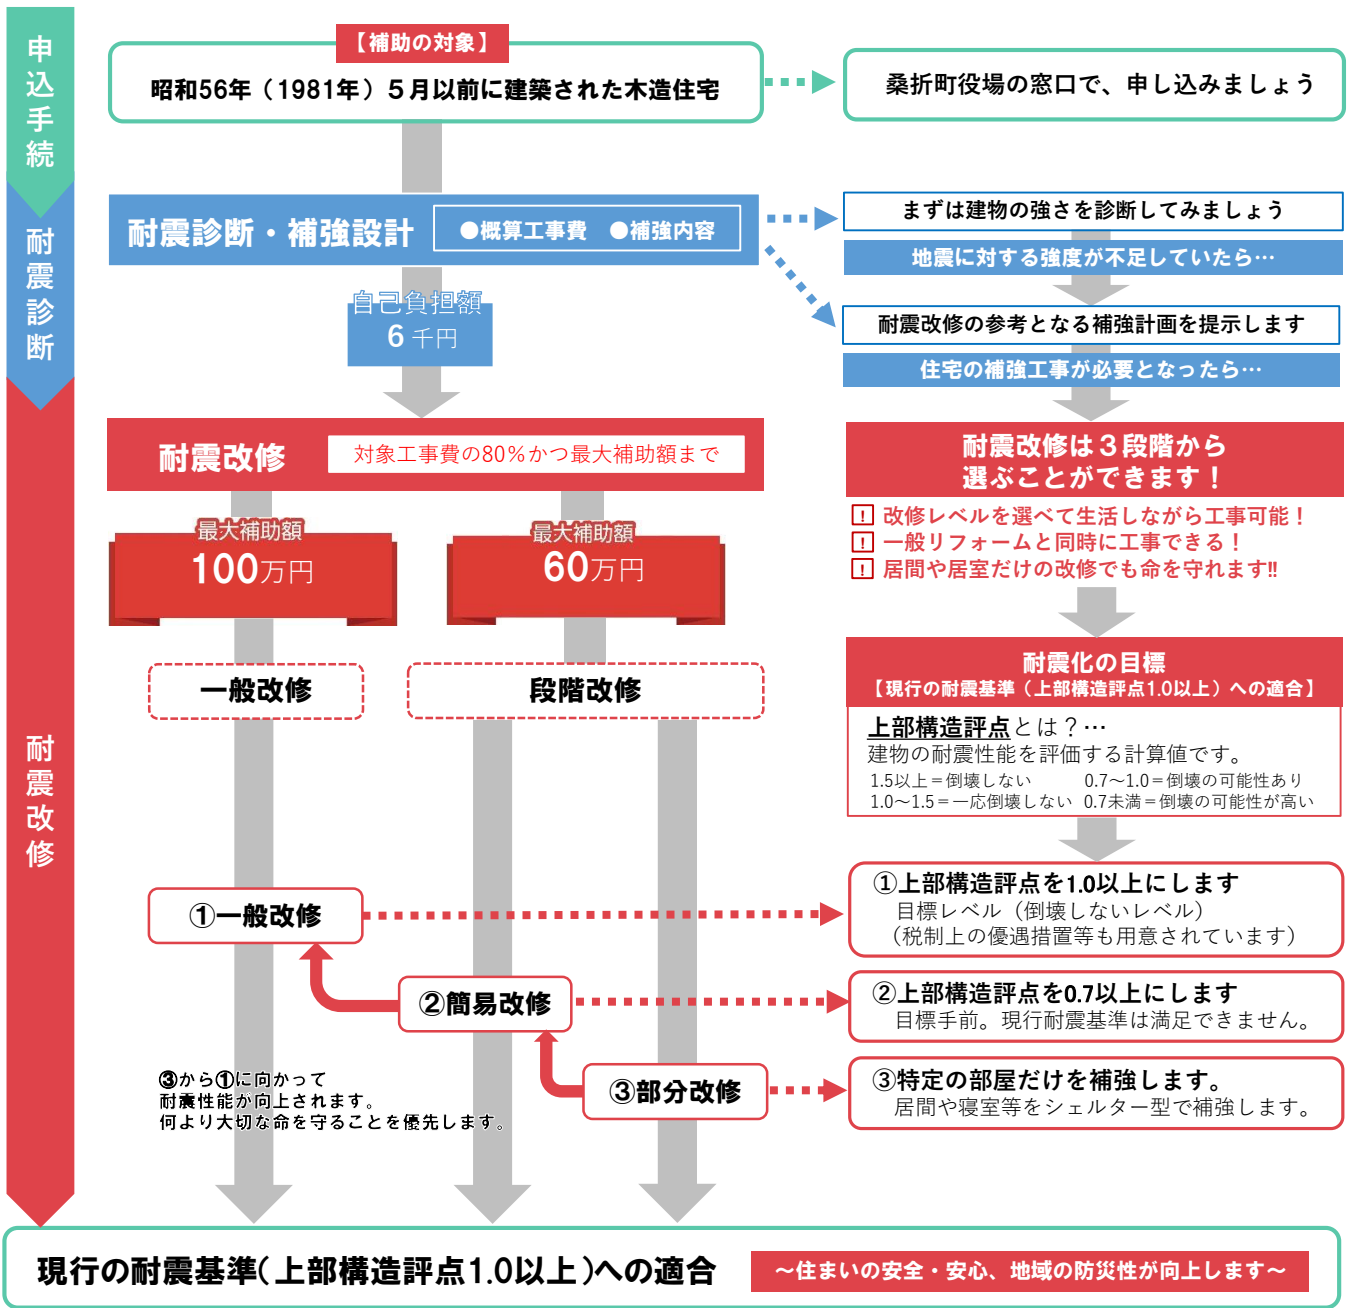 申込手続
【補助の対象】
昭和56年（1981年）５月以前に建築された木造住宅
桑折町役場の窓口で、申し込みましょう
耐震診断
耐震診断・補強設計
●概算工事費　●補強内容
自己負担額
6千円
まずは建物の強さを診断してみましょう
地震に対する強度が不足していたら…
耐震改修の参考となる補強計画を提示します
住宅の補強工事が必要となったら…
耐震改修
耐震改修
対象工事費の80％かつ最大補助額まで
最大補助額
100万円
最大補助額
60万円
一般改修
段階改修
耐震改修は３段階から
選ぶことができます！
! 改修レベルを選べて生活しながら工事可能！
! 一般リフォームと同時に工事できる！
! 居間や居室だけの改修でも命を守れます!!
耐震化の目標
【現行の耐震基準（上部構造評点1.0以上）への適合】
上部構造評点とは？…
建物の耐震性能を評価する計算値です。
1.5以上＝倒壊しない　0.7～1.0＝倒壊の可能性あり
1.0～1.5＝一応倒壊しない　0.7未満＝倒壊の可能性が高い
①一般改修
①上部構造評点を1.0以上にします
目標レベル（倒壊しないレベル）
（税制上の優遇措置等も用意されています）
②簡易改修
②上部構造評点を0.7以上にします
目標手前。現行耐震基準は満足できません。
③部分改修
③特定の部屋だけを補強します。
居間や寝室等をシェルター型で補強します。
③から①に向かって
耐震性能が向上されます。
何より大切な命を守ることを優先します。
現行の耐震基準（上部構造評点1.0以上）への適合
～住まいの安全・安心、地域の防災性が向上します～